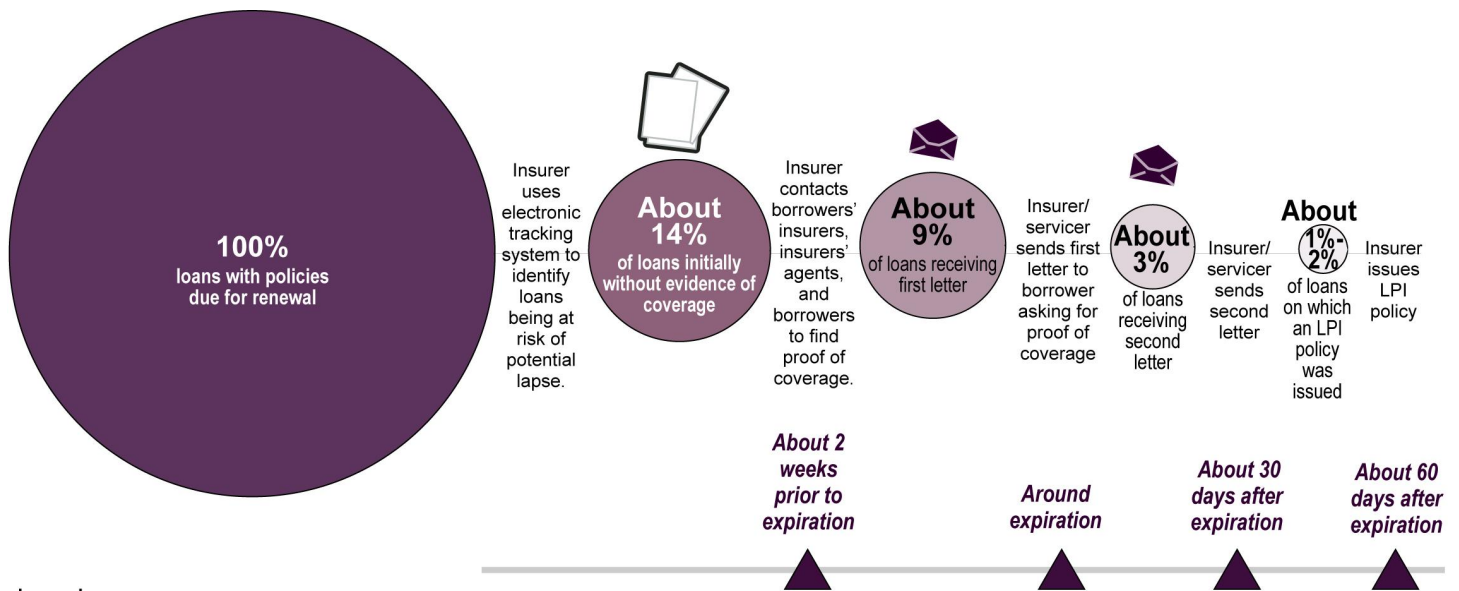 100%
loans with policies
due for renewal
Insurer
uses
electronic
tracking
system to
identify
loans
being at
risk of
potential
lapse.
About
14%
of loans initially
without evidence of
coverage
Insurer
contacts
borrowers'
insurers,
insurers'
agents,
and
borrowers
to find
proof of
coverage.
About
9%
of loans receiving
first letter
Insurer/
servicer
sends first
letter to
borrower
asking for
proof of
coverage
About
3%
of loans
receiving
second
letter
Insurer/
servicer
sends
second
letter
About
1%-
2%
of loans
on which
an LPI
policy
was
issued
Insurer
issues
LPI
policy
About 2
weeks
prior to
expiration
Around
expiration
About 30
days after
expiration
About 60
days after
expiration